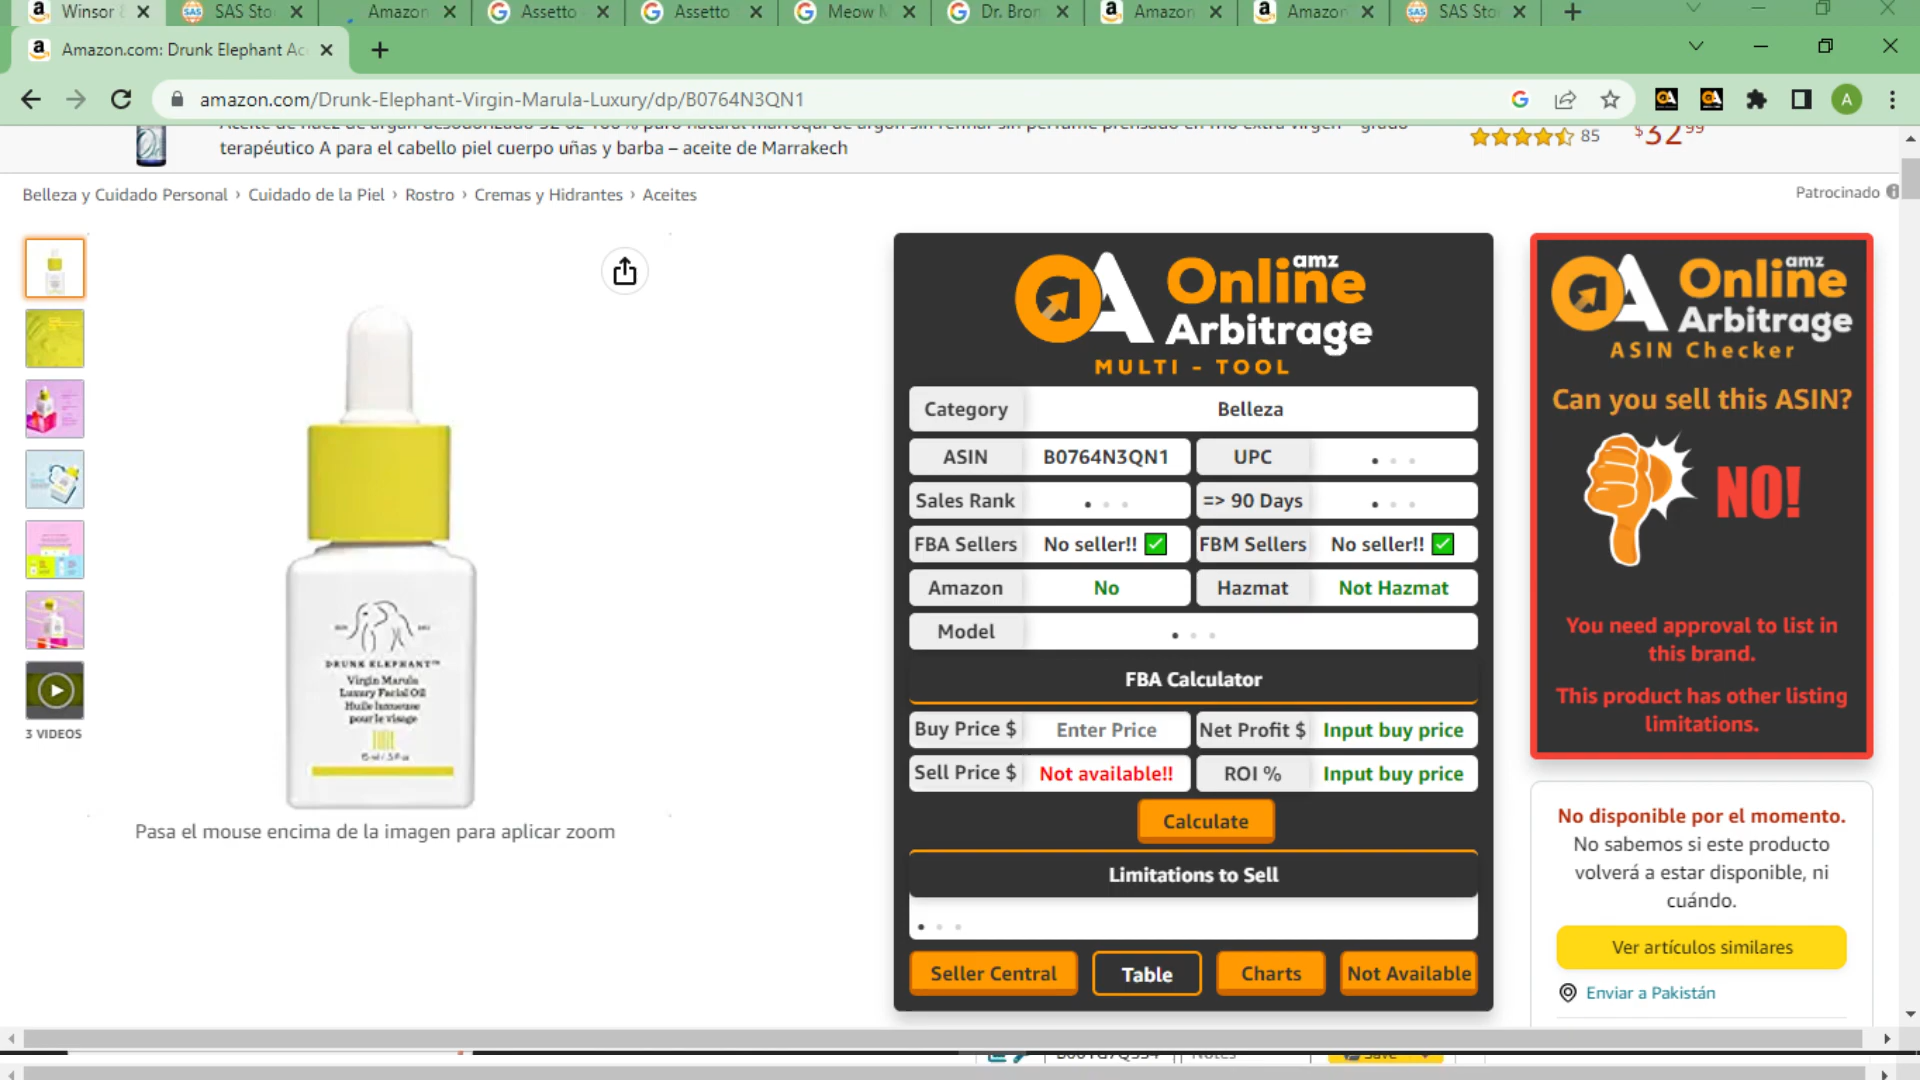 Winsor &
SAS Sto
Amazon
Assetto
Assetto
Meow M
Dr. Bron
Amazon
Amazon
SAS Sto
Amazon.com: Drunk Elephant Ac
amazon.com/Drunk-Elephant-Virgin-Marula-Luxury/dp/B0764N3QN1
A
terapéutico A para el cabello piel cuerpo uñas y barba – aceite de Marrakech
85
$32 99
Belleza y Cuidado Personal › Cuidado de la Piel › Rostro › Cremas y Hidrantes › Aceites
Patrocinado
DRUNK ELEPHANT™
Virgin Marula
Luxury Facial Oil
Huile luxueuse
pour le visage
3 VIDEOS
Pasa el mouse encima de la imagen para aplicar zoom
aA Online amz
Arbitrage
MULTI - TOOL
Category Belleza
ASIN B0764N3QN1 UPC
Sales Rank => 90 Days
FBA Sellers No seller!! FBM Sellers No seller!!
Amazon No Hazmat Not Hazmat
Model
FBA Calculator
Buy Price $ Enter Price Net Profit $ Input buy price
Sell Price $ Not available!! ROI % Input buy price
Calculate
Limitations to Sell
Seller Central Table Charts Not Available
aA Online amz
Arbitrage
ASIN Checker
Can you sell this ASIN?
NO!
You need approval to list in
this brand.
This product has other listing
limitations.
No disponible por el momento.
No sabemos si este producto
volverá a estar disponible, ni
cuándo.
Ver artículos similares
Enviar a Pakistán